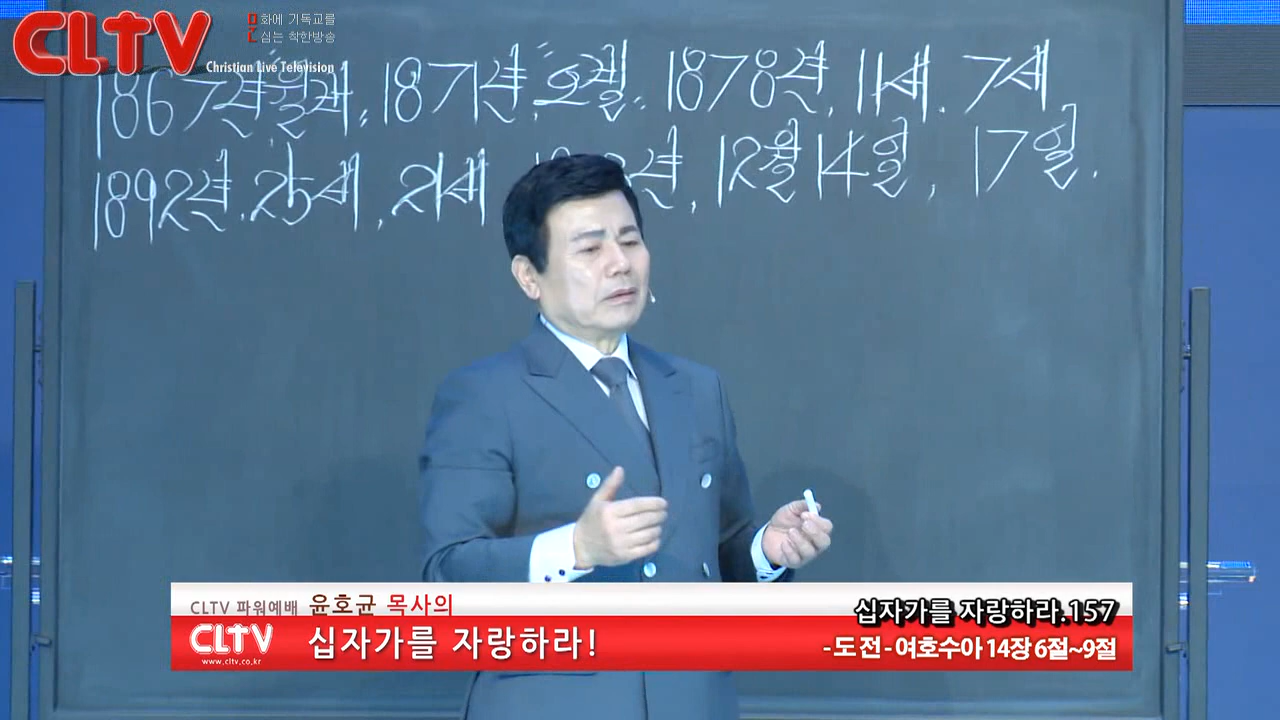 CLTV
문화에 기독교를
심는 착한방송
Christian Live Television
1867년 윌버, 1871년, 오빌, 1878년, 11세, 7세,
1892년, 25세, 21세 년, 12월 14일, 17일.
CLTV 파워예배 윤호균 목사의
십자가를 자랑하라.157
CLTV
www.cltv.co.kr
십자가를 자랑하라!
- 도 전 - 여호수아 14장 6절~9절